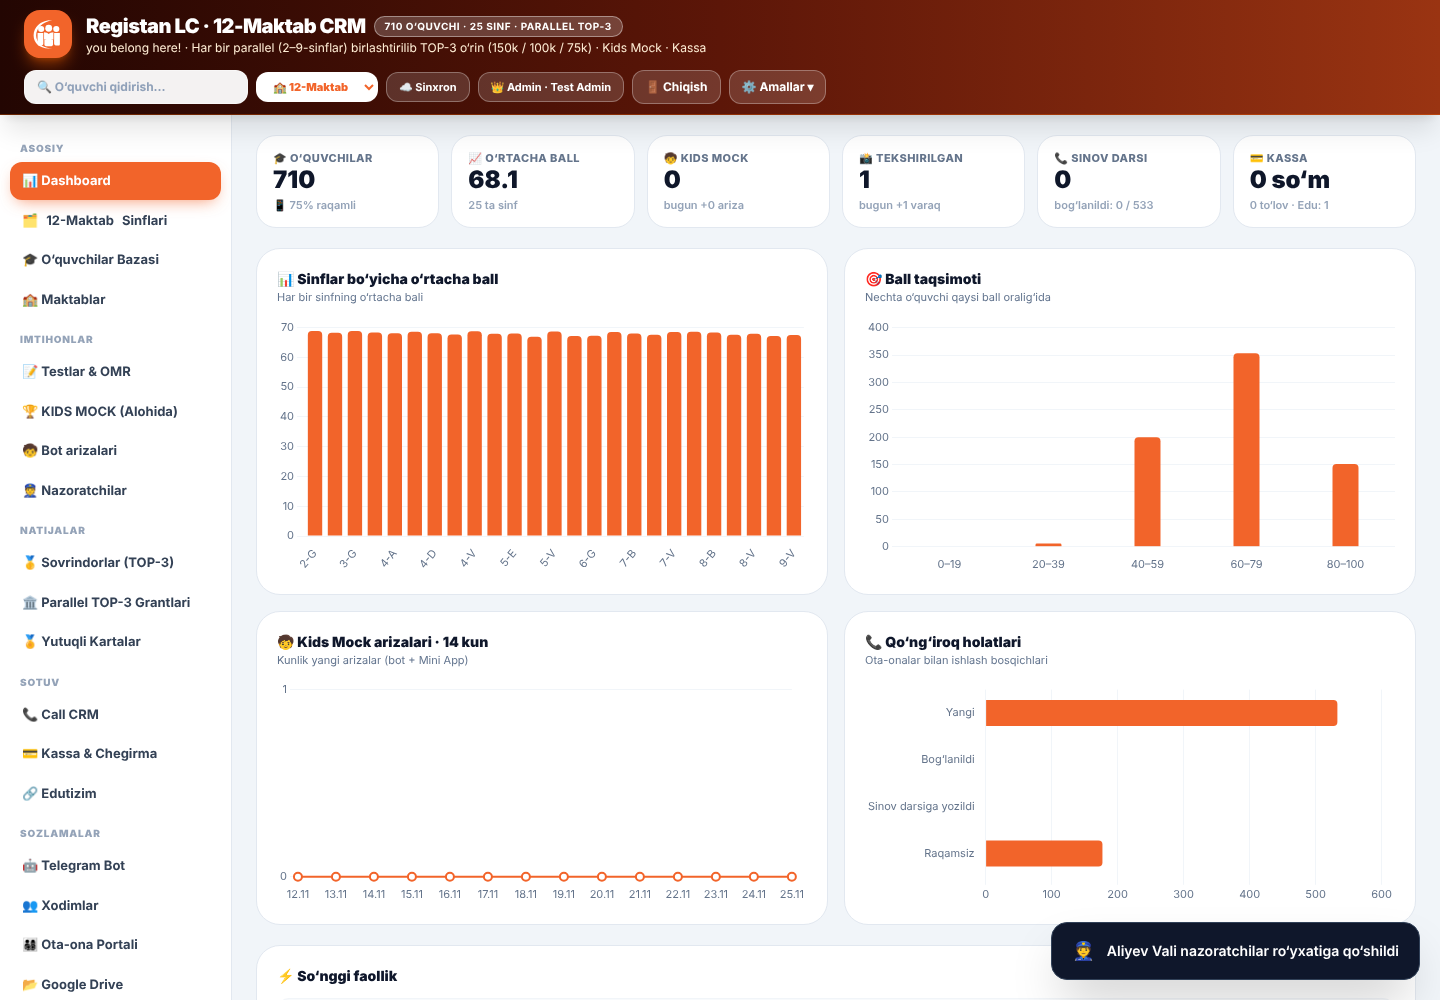 Registan LC · 12-Maktab CRM
710 O‘QUVCHI · 25 SINF · PARALLEL TOP-3
you belong here! · Har bir parallel (2–9-sinflar) birlashtirilib TOP-3 o‘rin (150k / 100k / 75k) · Kids Mock · Kassa
🔍 O‘quvchi qidirish...
🏫 12-Maktab
☁️ Sinxron
👑 Admin · Test Admin
🚪 Chiqish
⚙️ Amallar ▾
ASOSIY
📊 Dashboard
🗂️ 12-Maktab Sinflari
🎓 O‘quvchilar Bazasi
🏫 Maktablar
IMTIHONLAR
📝 Testlar & OMR
🏆 KIDS MOCK (Alohida)
🧒 Bot arizalari
👮 Nazoratchilar
NATIJALAR
🥇 Sovrindorlar (TOP-3)
🏛️ Parallel TOP-3 Grantlari
🏅 Yutuqli Kartalar
SOTUV
📞 Call CRM
💳 Kassa & Chegirma
🔗 Edutizim
SOZLAMALAR
🤖 Telegram Bot
👥 Xodimlar
👨‍👩‍👧‍👦 Ota-ona Portali
📂 Google Drive
🎓 O‘QUVCHILAR
710
📱 75% raqamli
📈 O‘RTACHA BALL
68.1
25 ta sinf
🧒 KIDS MOCK
0
bugun +0 ariza
📸 TEKSHIRILGAN
1
bugun +1 varaq
📞 SINOV DARSI
0
bog‘lanildi: 0 / 533
💳 KASSA
0 so‘m
0 to‘lov · Edu: 1
📊 Sinflar bo‘yicha o‘rtacha ball
Har bir sinfning o‘rtacha bali
70
60
50
40
30
20
10
0
2-G 3-G 4-A 4-D 4-V 5-E 5-V 6-G 7-B 7-V 8-B 8-V 9-V
🎯 Ball taqsimoti
Nechta o‘quvchi qaysi ball oralig‘ida
400
350
300
250
200
150
100
50
0
0–19 20–39 40–59 60–79 80–100
🧒 Kids Mock arizalari · 14 kun
Kunlik yangi arizalar (bot + Mini App)
1
0
12.11 13.11 14.11 15.11 16.11 17.11 18.11 19.11 20.11 21.11 22.11 23.11 24.11 25.11
📞 Qo‘ng‘iroq holatlari
Ota-onalar bilan ishlash bosqichlari
Yangi
Bog‘lanildi
Sinov darsiga yozildi
Raqamsiz
0 100 200 300 400 500 600
⚡ So‘nggi faollik
👮 Aliyev Vali nazoratchilar ro‘yxatiga qo‘shildi